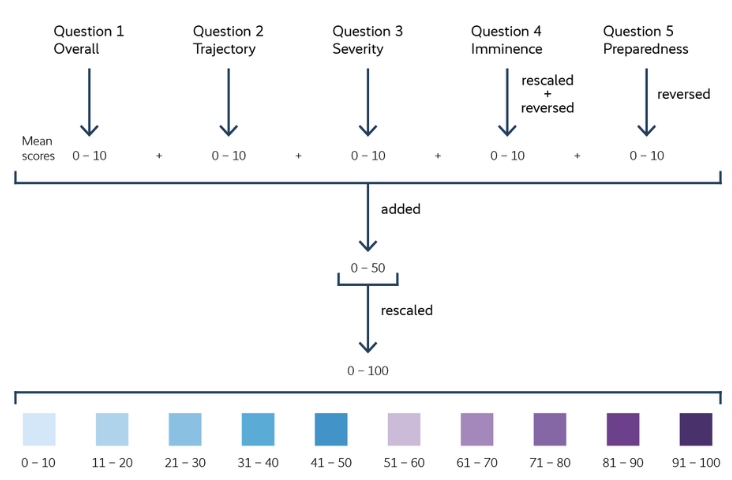 Question 1
Overall
Question 2
Trajectory
Question 3
Severity
Question 4
Imminence
Question 5
Preparedness
rescaled
+
reversed
reversed
Mean
scores
0 – 10 + 0 – 10 + 0 – 10 + 0 – 10 + 0 – 10
added
0 – 50
rescaled
0 – 100
0 – 10 11 – 20 21 – 30 31 – 40 41 – 50 51 – 60 61 – 70 71 – 80 81 – 90 91 – 100